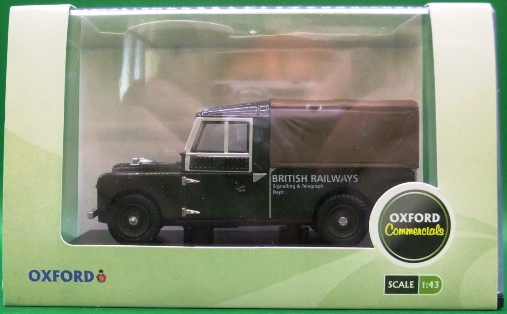 BRITISH RAILWAYS
Signalling & Telegraph
Dept
OXFORD
Commercials
OXFORD
SCALE 1:43